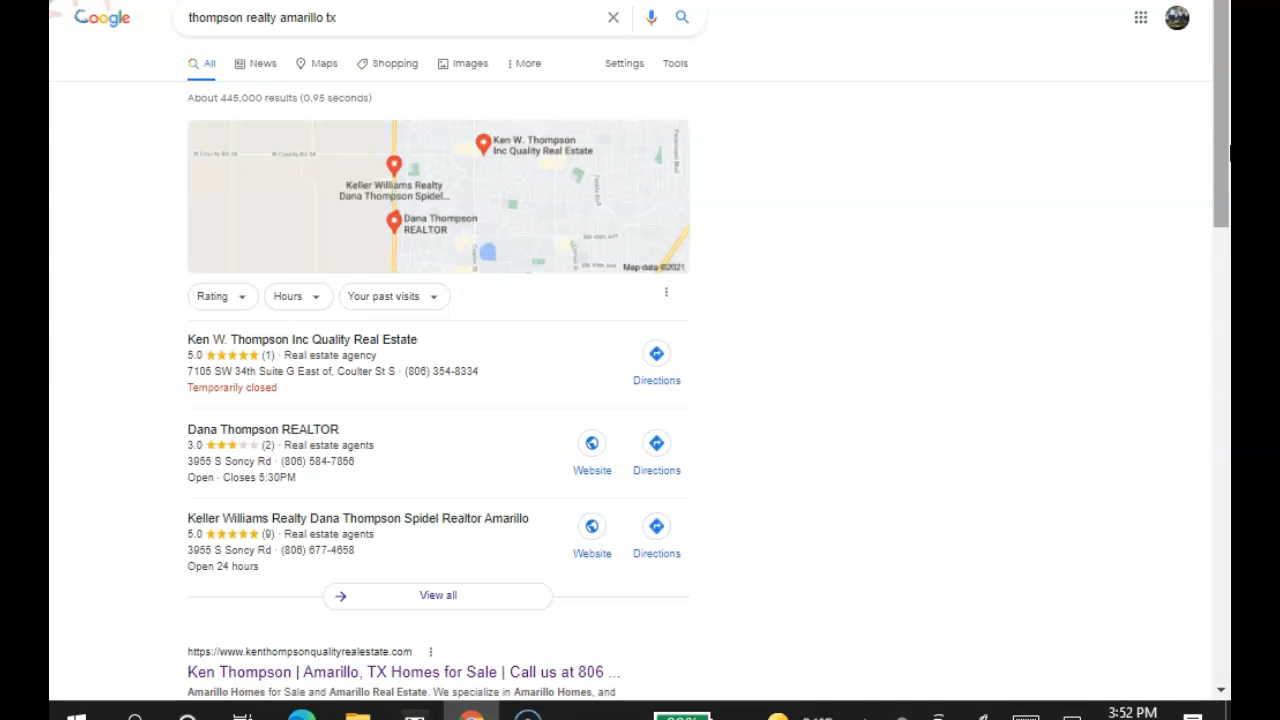 Google
thompson realty amarillo tx
All
News
Maps
Shopping
Images
More
Settings
Tools
About 445,000 results (0.95 seconds)
Ken W. Thompson
Inc Quality Real Estate
Keller Williams Realty
Dana Thompson Spidel...
Dana Thompson
REALTOR
Map data ©2021
Rating
Hours
Your past visits
Ken W. Thompson Inc Quality Real Estate
5.0 (1) · Real estate agency
7105 SW 34th Suite G East of, Coulter St S · (806) 354-8334
Temporarily closed
Directions
Dana Thompson REALTOR
3.0 (2) · Real estate agents
3955 S Soncy Rd · (806) 584-7856
Open · Closes 5:30PM
Website
Directions
Keller Williams Realty Dana Thompson Spidel Realtor Amarillo
5.0 (9) · Real estate agents
3955 S Soncy Rd · (806) 677-4658
Open 24 hours
Website
Directions
View all
https://www.kenthompsonqualityrealestate.com
Ken Thompson | Amarillo, TX Homes for Sale | Call us at 806 ...
Amarillo Homes for Sale and Amarillo Real Estate. We specialize in Amarillo Homes, and
3:52 PM